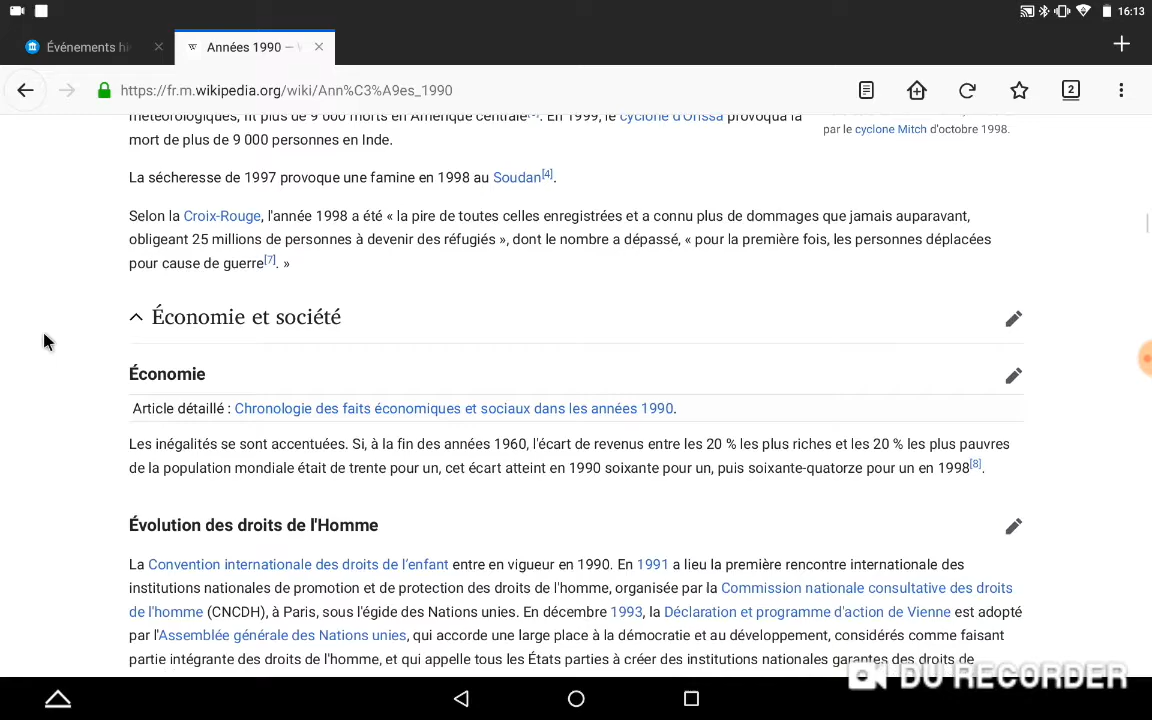 16:13
Événements hi
Années 1990 — W
https://fr.m.wikipedia.org/wiki/Ann%C3%A9es_1990
2
météorologiques, fit plus de 9 000 morts en Amérique centrale. En 1999, le cyclone d'Orissa provoqua la
mort de plus de 9 000 personnes en Inde.
par le cyclone Mitch d'octobre 1998.
La sécheresse de 1997 provoque une famine en 1998 au Soudan[4].
Selon la Croix-Rouge, l'année 1998 a été « la pire de toutes celles enregistrées et a connu plus de dommages que jamais auparavant,
obligeant 25 millions de personnes à devenir des réfugiés », dont le nombre a dépassé, « pour la première fois, les personnes déplacées
pour cause de guerre[7]. »
Économie et société
Économie
Article détaillé : Chronologie des faits économiques et sociaux dans les années 1990.
Les inégalités se sont accentuées. Si, à la fin des années 1960, l'écart de revenus entre les 20 % les plus riches et les 20 % les plus pauvres
de la population mondiale était de trente pour un, cet écart atteint en 1990 soixante pour un, puis soixante-quatorze pour un en 1998[8].
Évolution des droits de l'Homme
La Convention internationale des droits de l'enfant entre en vigueur en 1990. En 1991 a lieu la première rencontre internationale des
institutions nationales de promotion et de protection des droits de l'homme, organisée par la Commission nationale consultative des droits
de l'homme (CNCDH), à Paris, sous l'égide des Nations unies. En décembre 1993, la Déclaration et programme d'action de Vienne est adopté
par l'Assemblée générale des Nations unies, qui accorde une large place à la démocratie et au développement, considérés comme faisant
partie intégrante des droits de l'homme, et qui appelle tous les États parties à créer des institutions nationales garantes des droits de
DU RECORDER